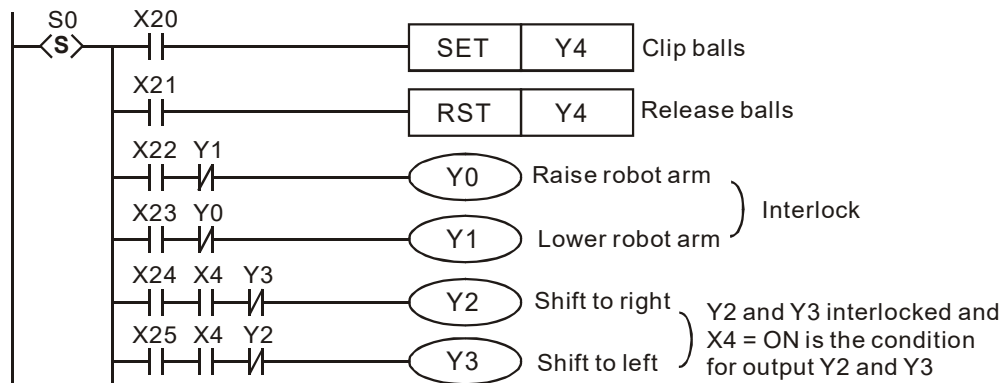 S0 X20
S SET Y4 Clip balls
X21
RST Y4 Release balls
X22 Y1
Y0 Raise robot arm
Interlock
X23 Y0
Y1 Lower robot arm
X24 X4 Y3
Y2 Shift to right
Y2 and Y3 interlocked and
X4 = ON is the condition
for output Y2 and Y3
X25 X4 Y2
Y3 Shift to left